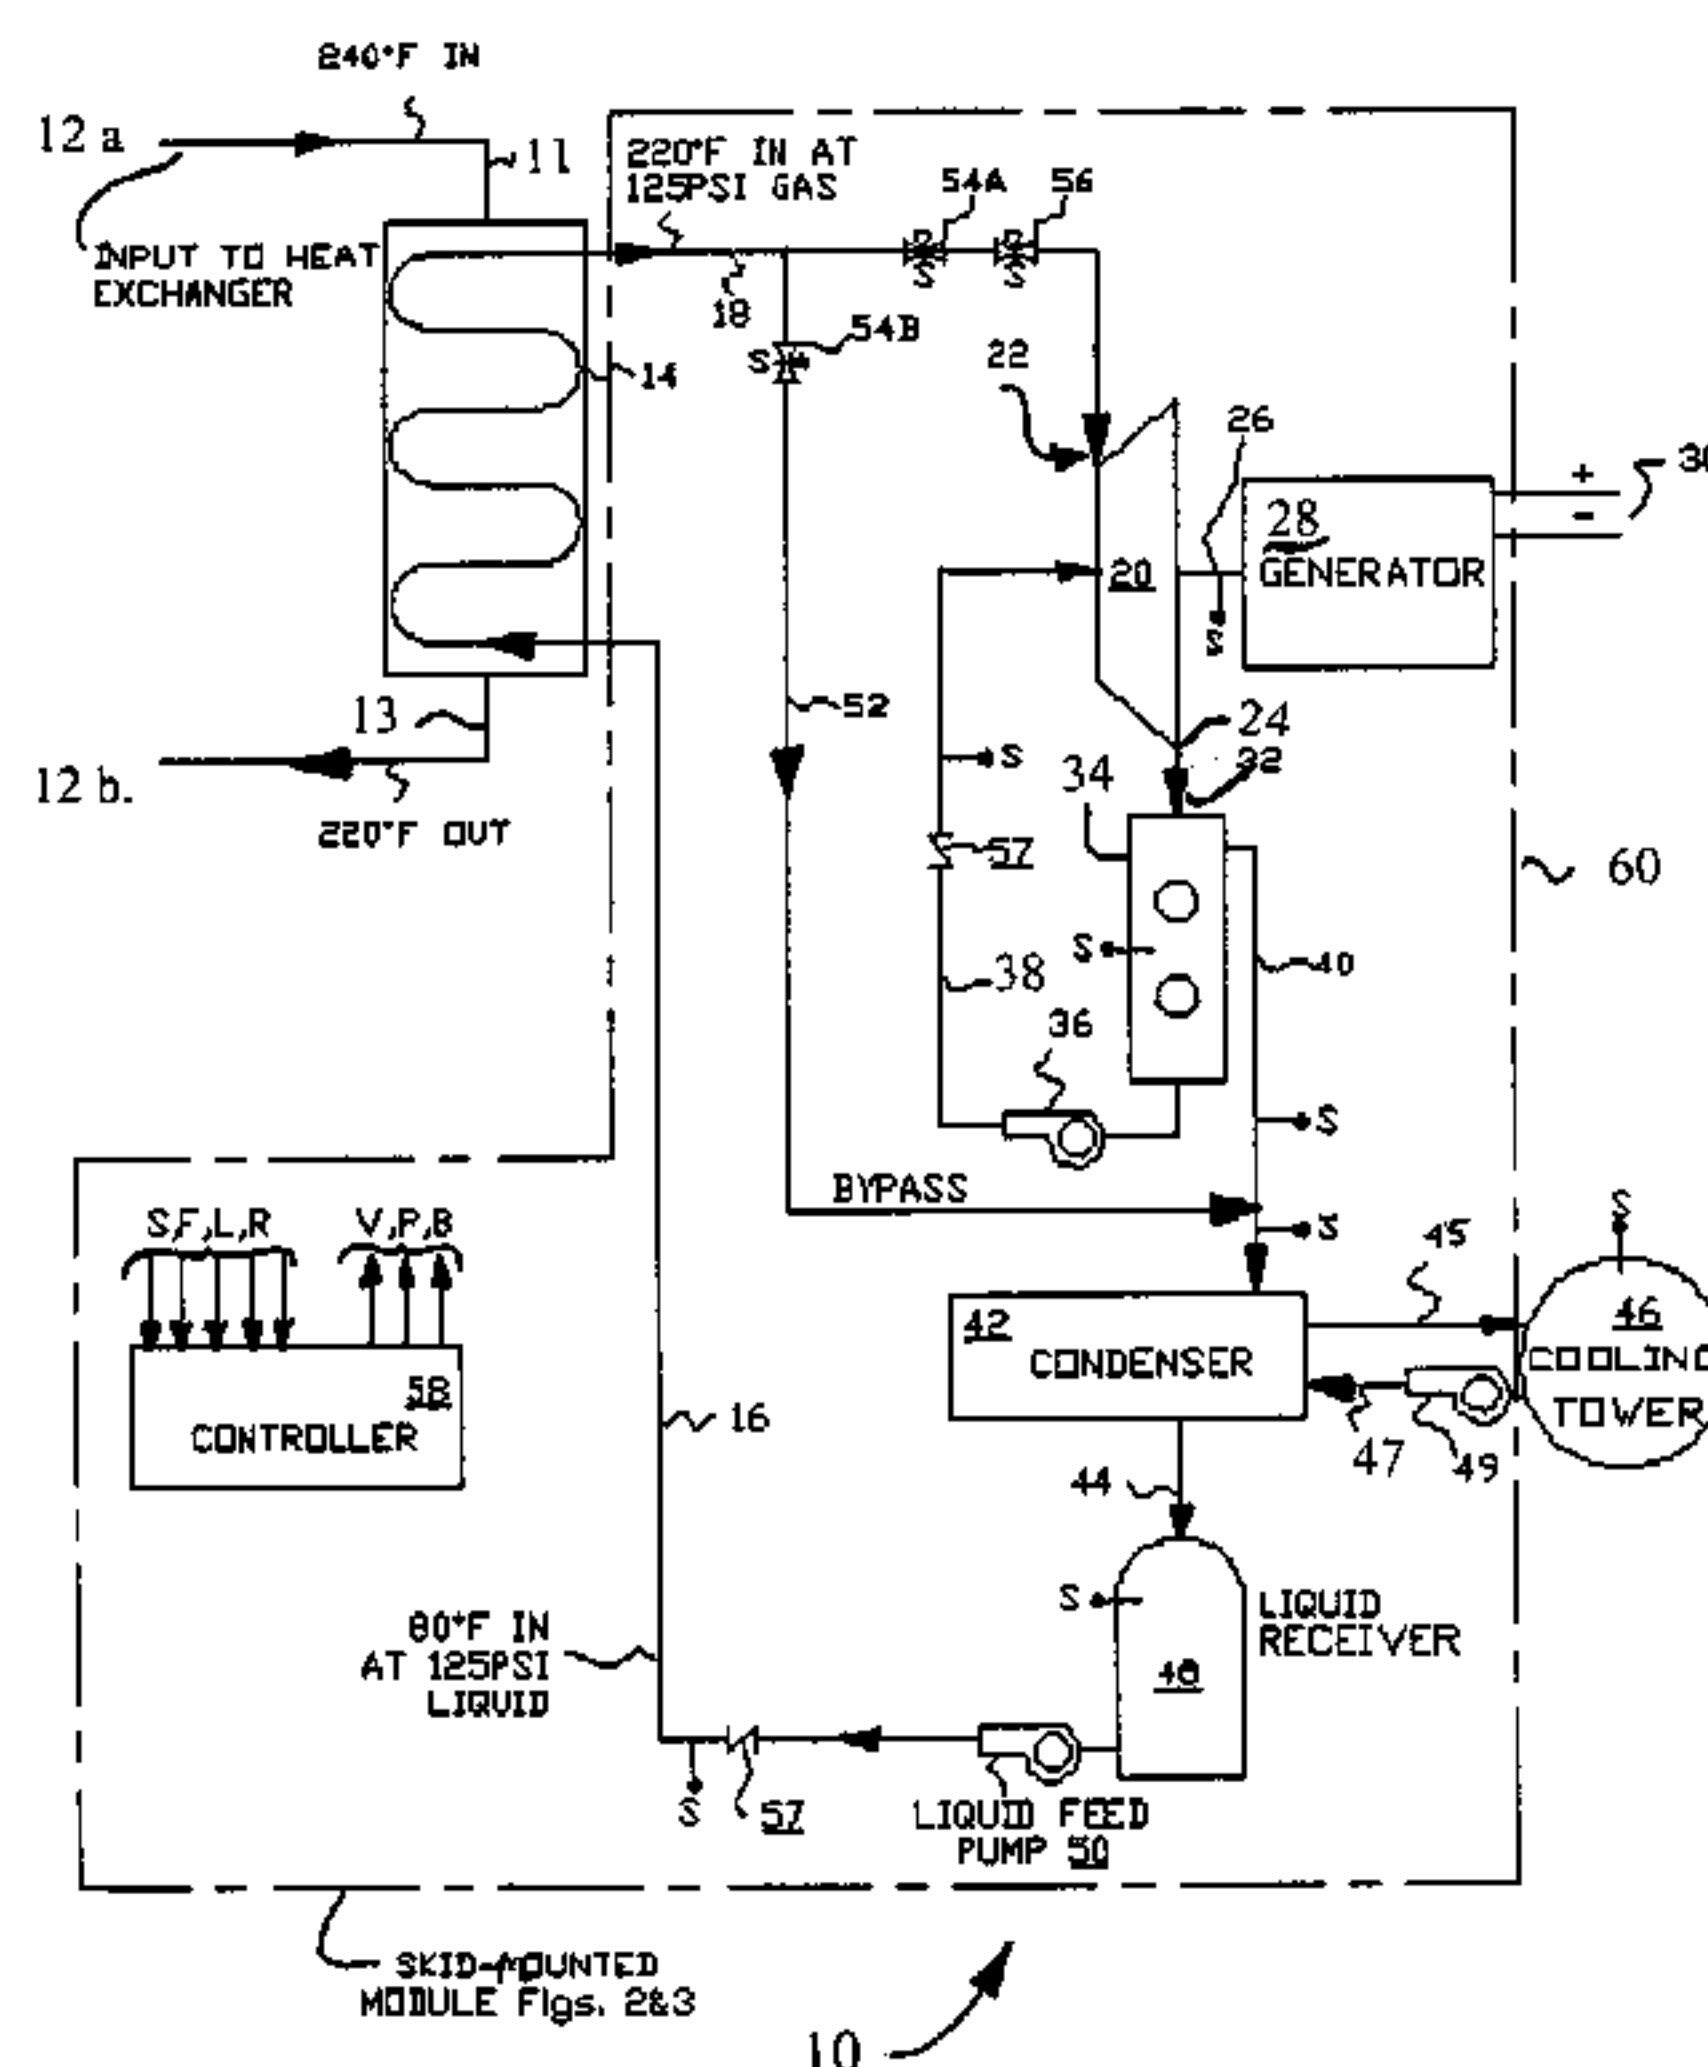 240°F IN
12 a
11
220°F IN AT
125PSI GAS
54A
56
INPUT TO HEAT
EXCHANGER
P
P
S
S
18
54B
S
22
14
26
+
-
28
GENERATOR
20
S
13
52
24
32
12 b.
220°F OUT
S
34
57
60
S
38
40
36
S
BYPASS
S,F,L,R
V,P,B
S
S
45
42
CONDENSER
46
COOLING
TOWER
58
CONTROLLER
16
47
49
44
S
LIQUID
RECEIVER
48
80°F IN
AT 125PSI
LIQUID
S
57
LIQUID FEED
PUMP 50
SKID-MOUNTED
MODULE Figs. 2&3
10